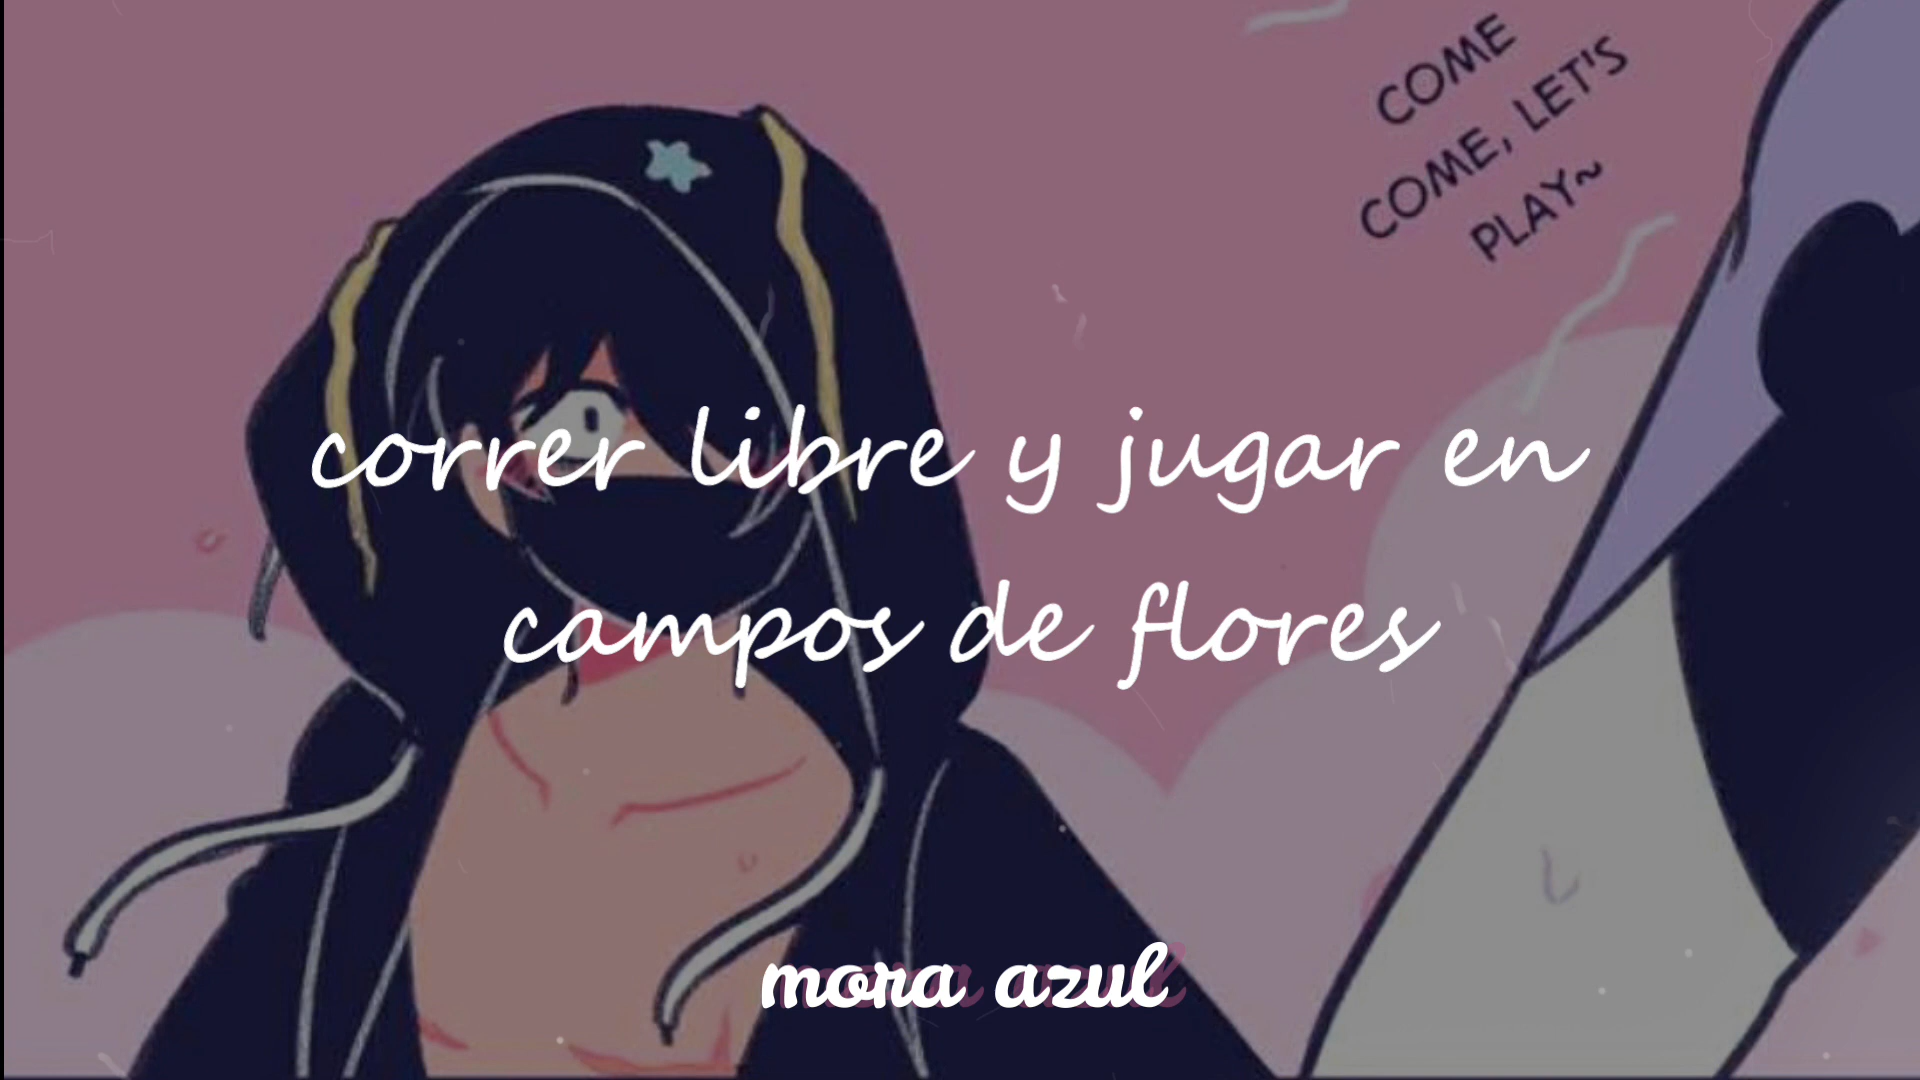 COME
COME, LET'S
PLAY~
correr libre y jugar en
campos de flores
mora azul